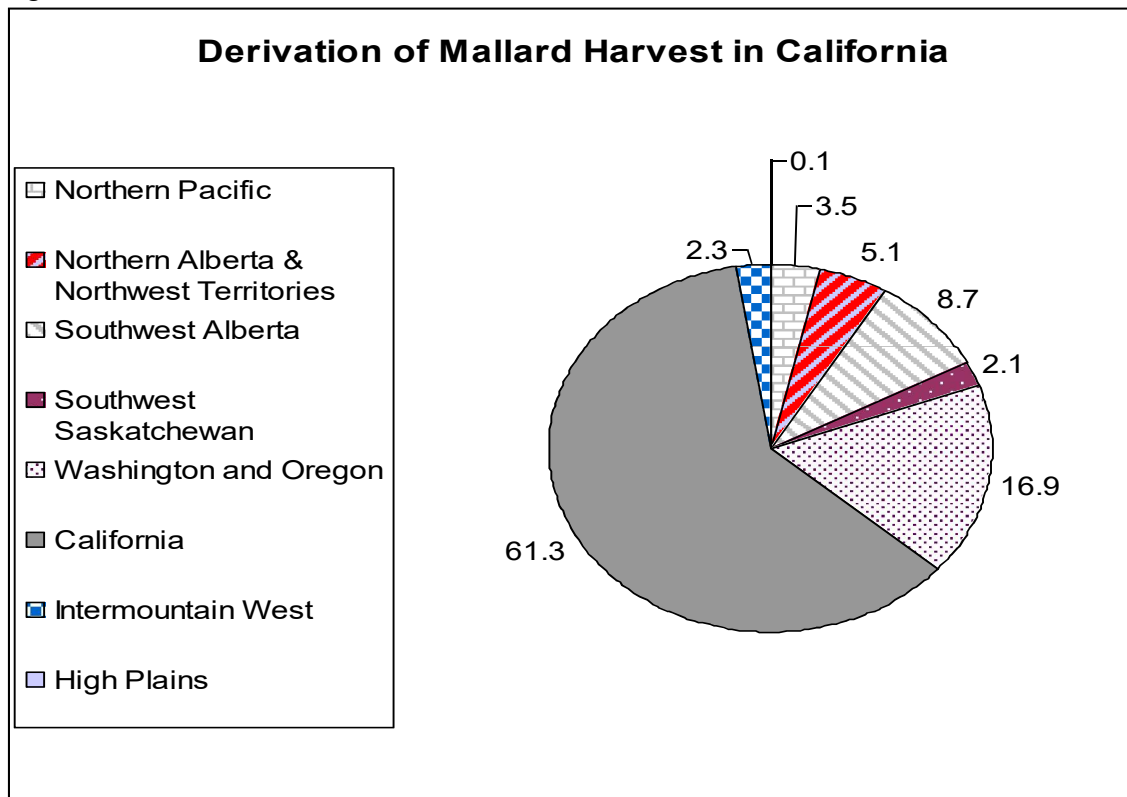 Derivation of Mallard Harvest in California
Northern Pacific
Northern Alberta &
Northwest Territories
Southwest Alberta
Southwest
Saskatchewan
Washington and Oregon
California
Intermountain West
High Plains
0.1
3.5
5.1
8.7
2.1
16.9
61.3
2.3